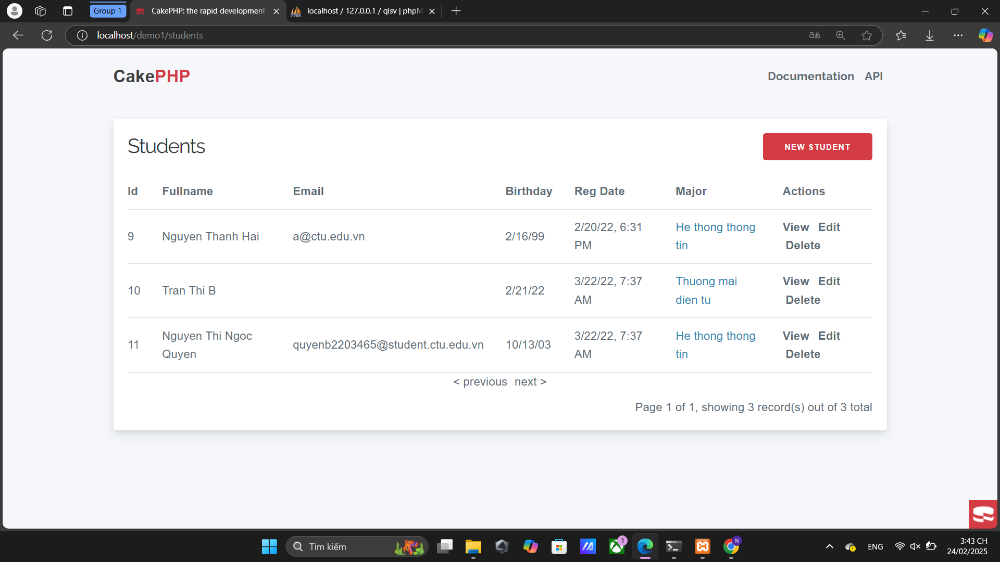 Group 1
CakePHP: the rapid development
localhost / 127.0.0.1 / qlsv | phpM
localhost/demo1/students
CakePHP
Documentation API
Students
NEW STUDENT
Id Fullname Email Birthday Reg Date Major Actions
9 Nguyen Thanh Hai a@ctu.edu.vn 2/16/99 2/20/22, 6:31 PM He thong thong tin View Edit Delete
10 Tran Thi B 2/21/22 3/22/22, 7:37 AM Thuong mai dien tu View Edit Delete
11 Nguyen Thi Ngoc Quyen quyenb2203465@student.ctu.edu.vn 10/13/03 3/22/22, 7:37 AM He thong thong tin View Edit Delete
< previous next >
Page 1 of 1, showing 3 record(s) out of 3 total
Tìm kiếm
1
N
ENG
3:43 CH
24/02/2025